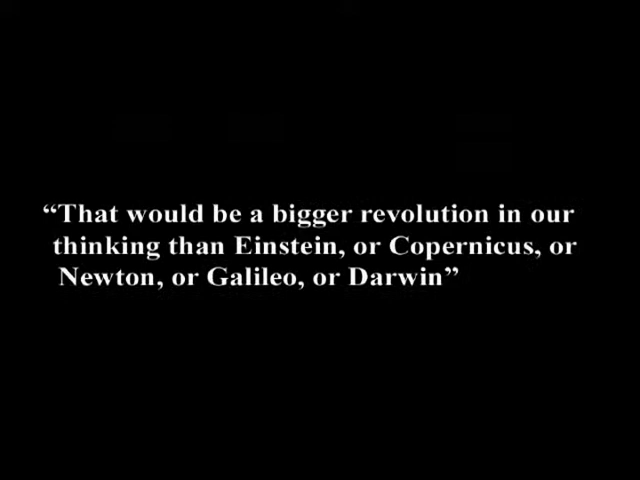 “That would be a bigger revolution in our
thinking than Einstein, or Copernicus, or
Newton, or Galileo, or Darwin”